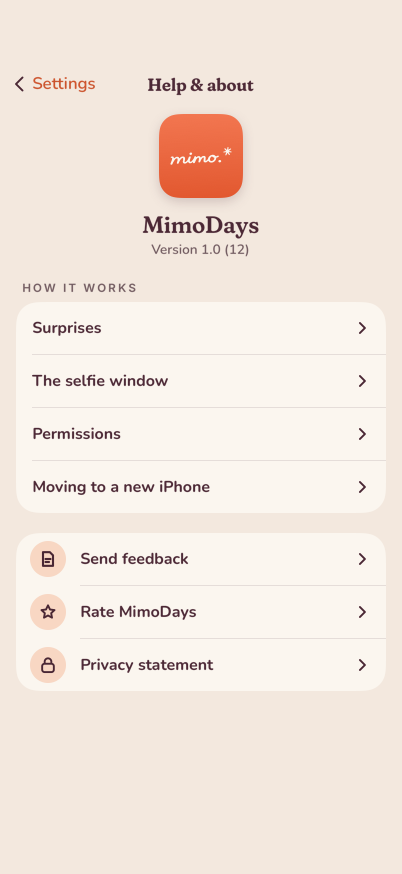 Settings
Help & about
mimo.*
MimoDays
Version 1.0 (12)
HOW IT WORKS
Surprises
The selfie window
Permissions
Moving to a new iPhone
Send feedback
Rate MimoDays
Privacy statement